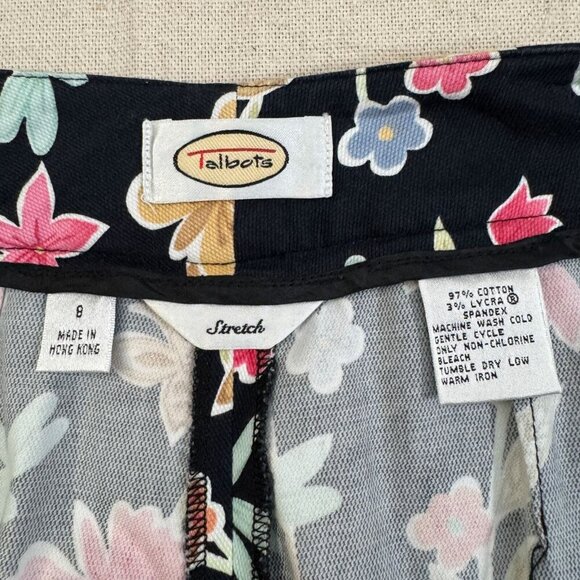 Talbots
8
MADE IN
HONG KONG
Stretch
97% COTTON
3% LYCRA®
SPANDEX
MACHINE WASH COLD
GENTLE CYCLE
ONLY NON-CHLORINE
BLEACH
TUMBLE DRY LOW
WARM IRON